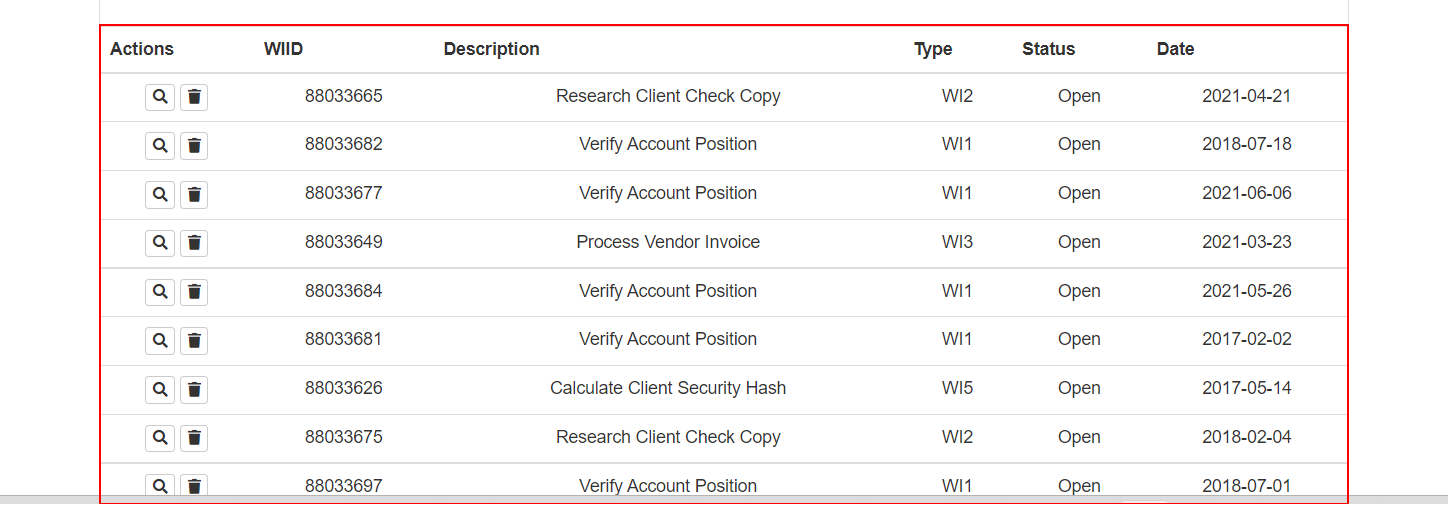 Actions WIID Description Type Status Date
88033665 Research Client Check Copy WI2 Open 2021-04-21
88033682 Verify Account Position WI1 Open 2018-07-18
88033677 Verify Account Position WI1 Open 2021-06-06
88033649 Process Vendor Invoice WI3 Open 2021-03-23
88033684 Verify Account Position WI1 Open 2021-05-26
88033681 Verify Account Position WI1 Open 2017-02-02
88033626 Calculate Client Security Hash WI5 Open 2017-05-14
88033675 Research Client Check Copy WI2 Open 2018-02-04
88033697 Verify Account Position WI1 Open 2018-07-01